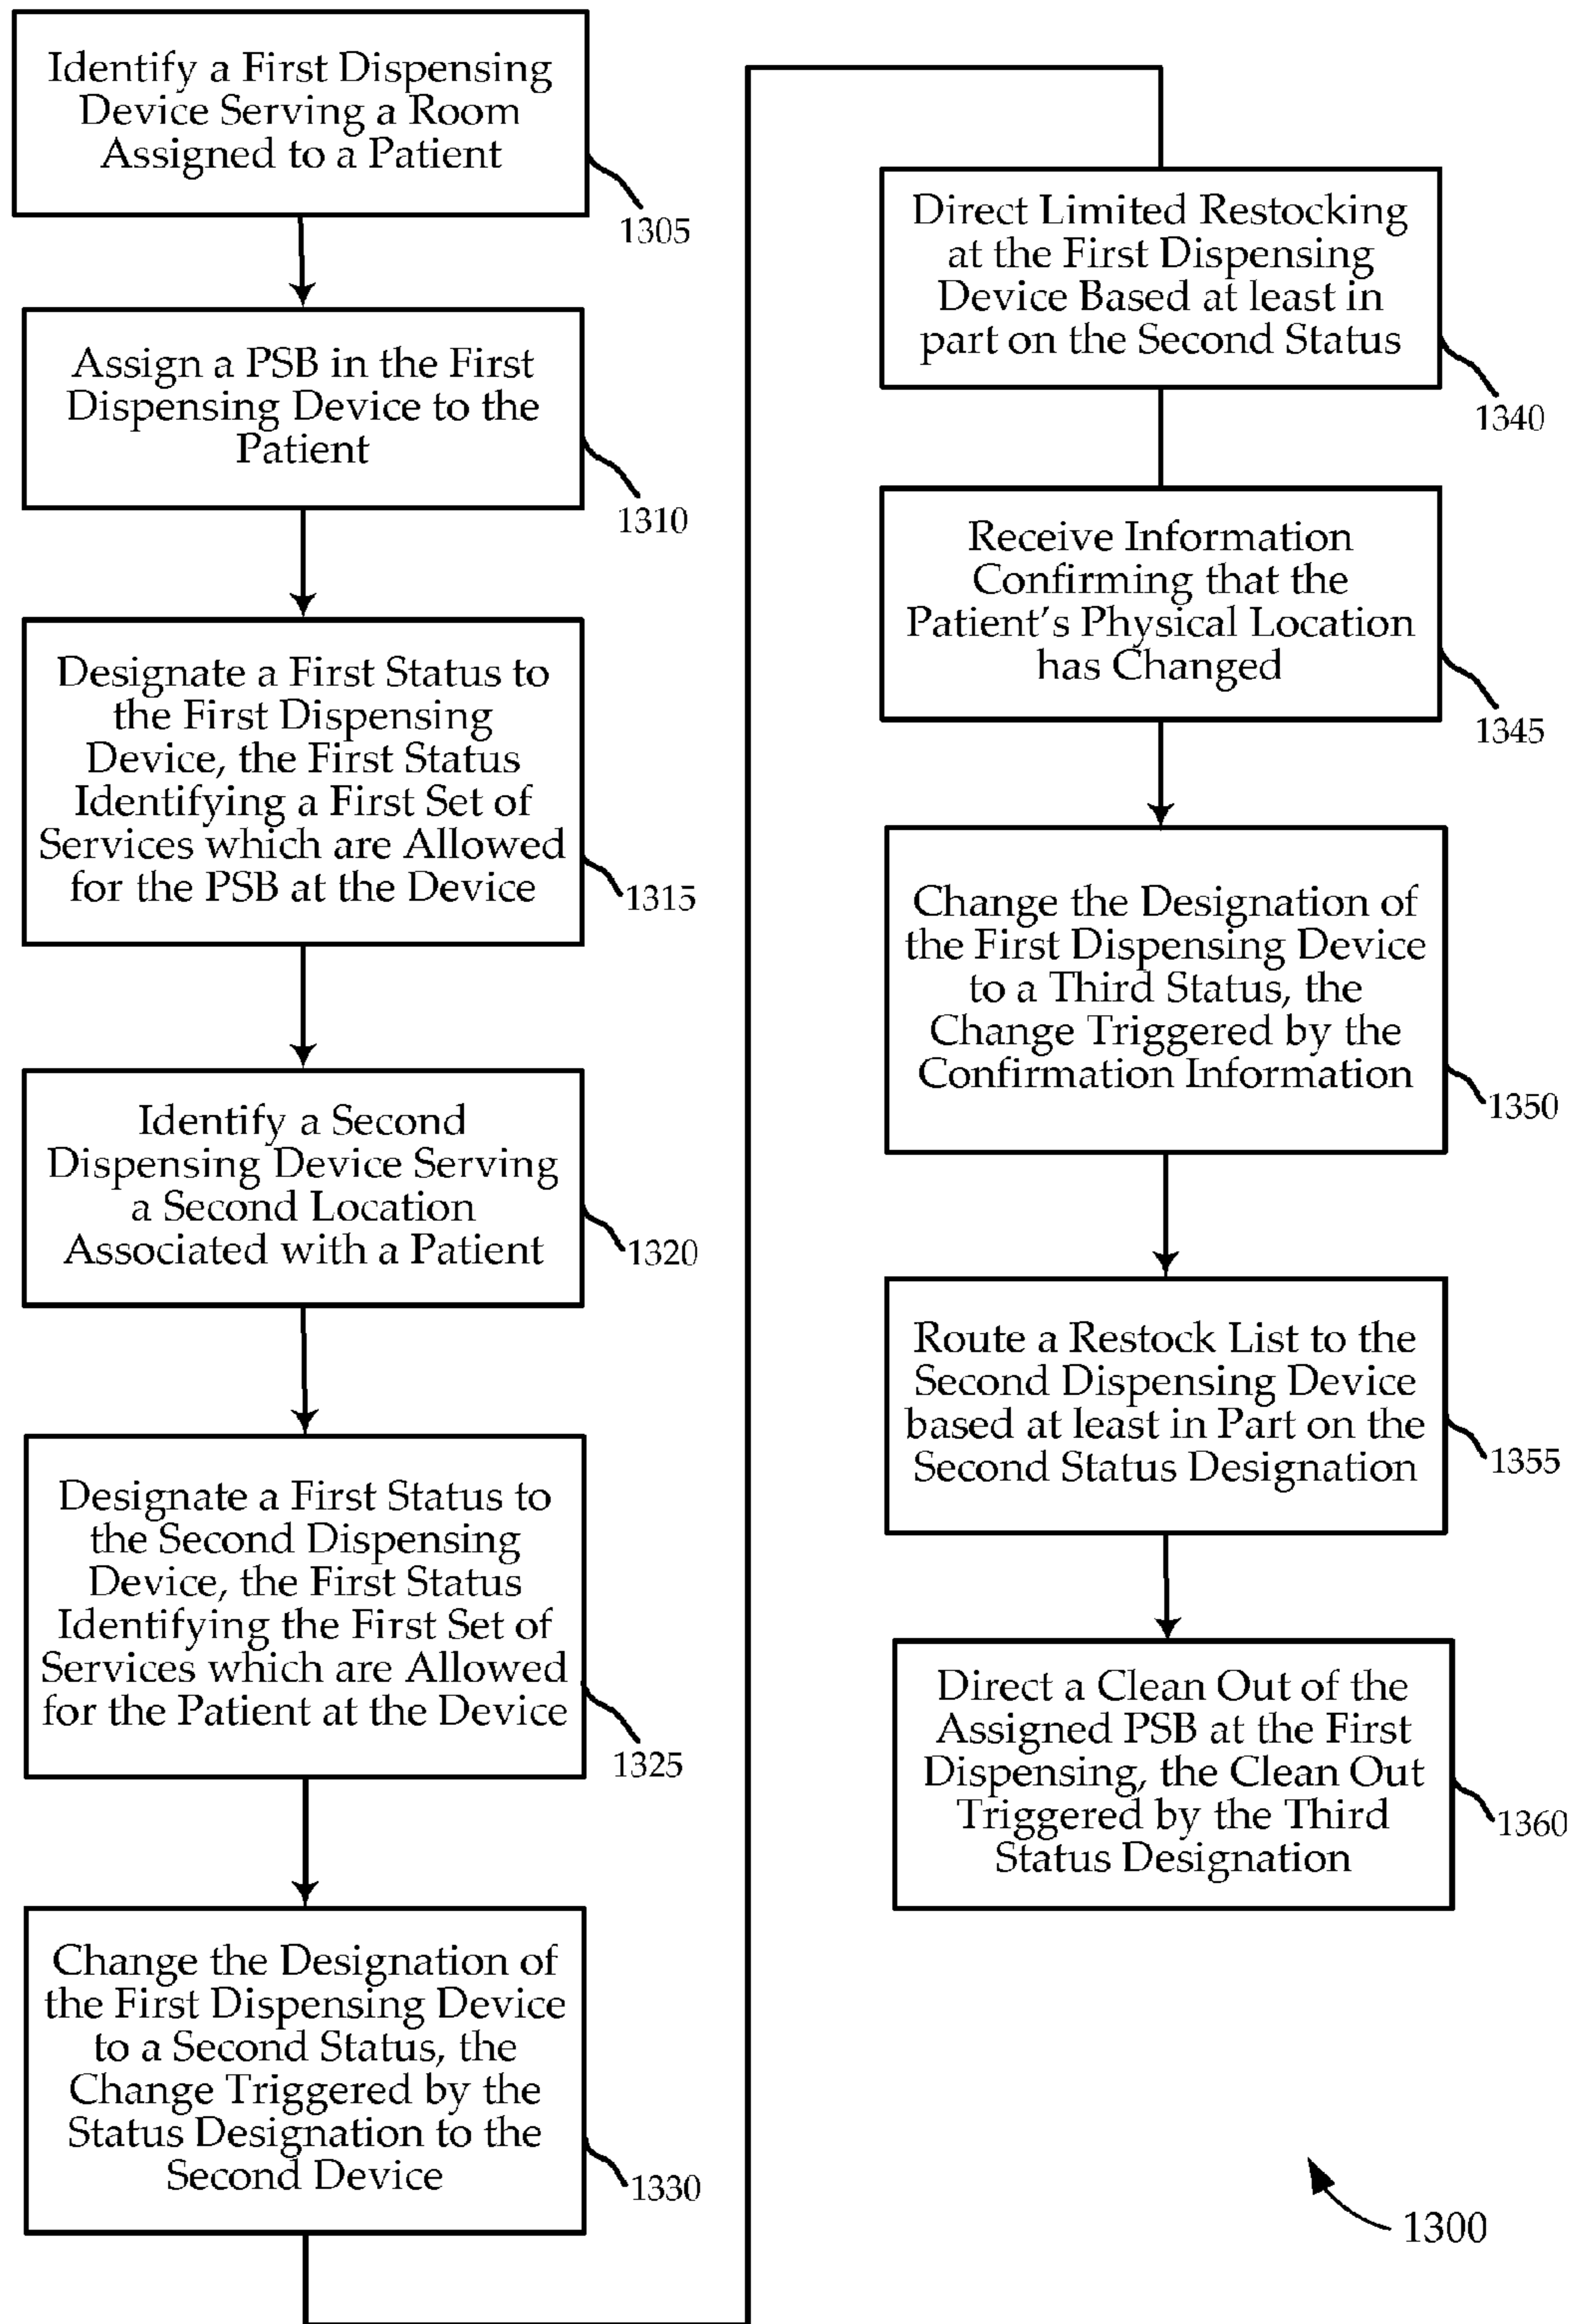 Identify a First Dispensing
Device Serving a Room
Assigned to a Patient
1305
Assign a PSB in the First
Dispensing Device to the
Patient
1310
Designate a First Status to
the First Dispensing
Device, the First Status
Identifying a First Set of
Services which are Allowed
for the PSB at the Device
1315
Identify a Second
Dispensing Device Serving
a Second Location
Associated with a Patient
1320
Designate a First Status to
the Second Dispensing
Device, the First Status
Identifying the First Set of
Services which are Allowed
for the Patient at the Device
1325
Change the Designation of
the First Dispensing Device
to a Second Status, the
Change Triggered by the
Status Designation to the
Second Device
1330
Direct Limited Restocking
at the First Dispensing
Device Based at least in
part on the Second Status
1340
Receive Information
Confirming that the
Patient's Physical Location
has Changed
1345
Change the Designation of
the First Dispensing Device
to a Third Status, the
Change Triggered by the
Confirmation Information
1350
Route a Restock List to the
Second Dispensing Device
based at least in Part on the
Second Status Designation
1355
Direct a Clean Out of the
Assigned PSB at the First
Dispensing, the Clean Out
Triggered by the Third
Status Designation
1360
1300